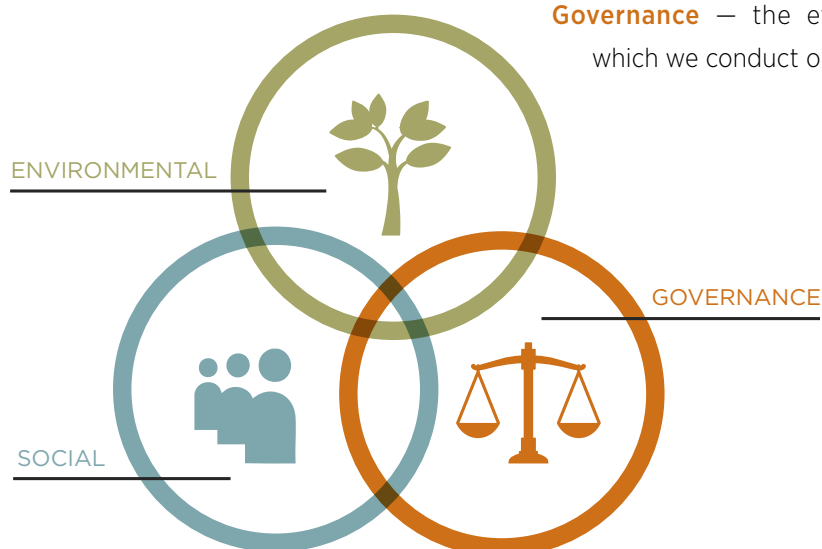 Governance — the
which we conduct
ENVIRONMENTAL
GOVERNANCE
SOCIAL